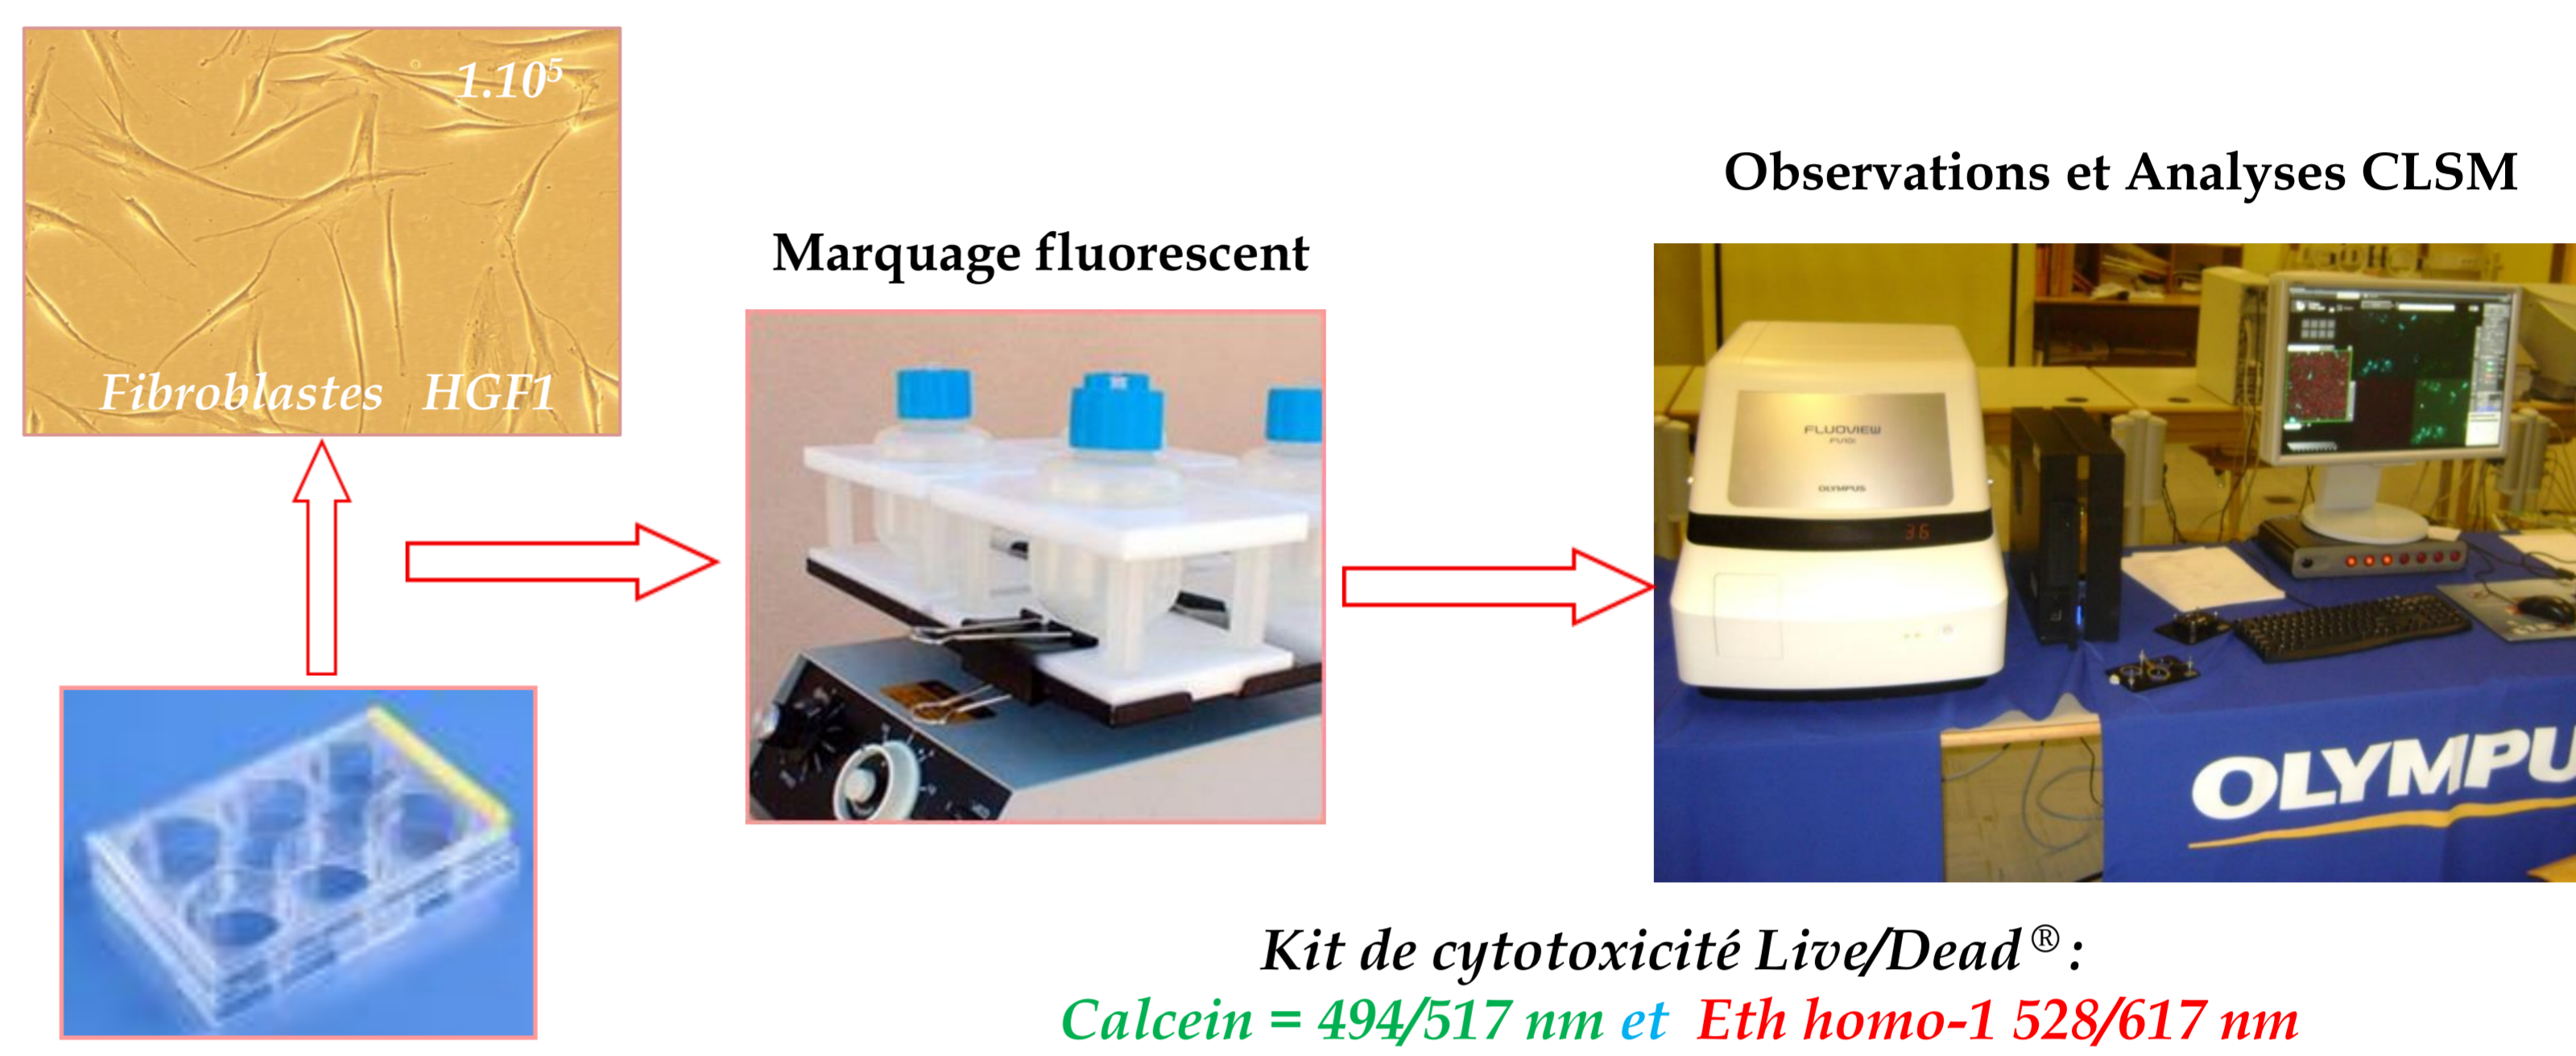 1.10⁵
Fibroblastes HGF1
Marquage fluorescent
Observations et Analyses CLSM
FLUOVIEW
FV10i
OLYMPUS
36
OLYMPU
Kit de cytotoxicité Live/Dead® :
Calcein = 494/517 nm et Eth homo-1 528/617 nm